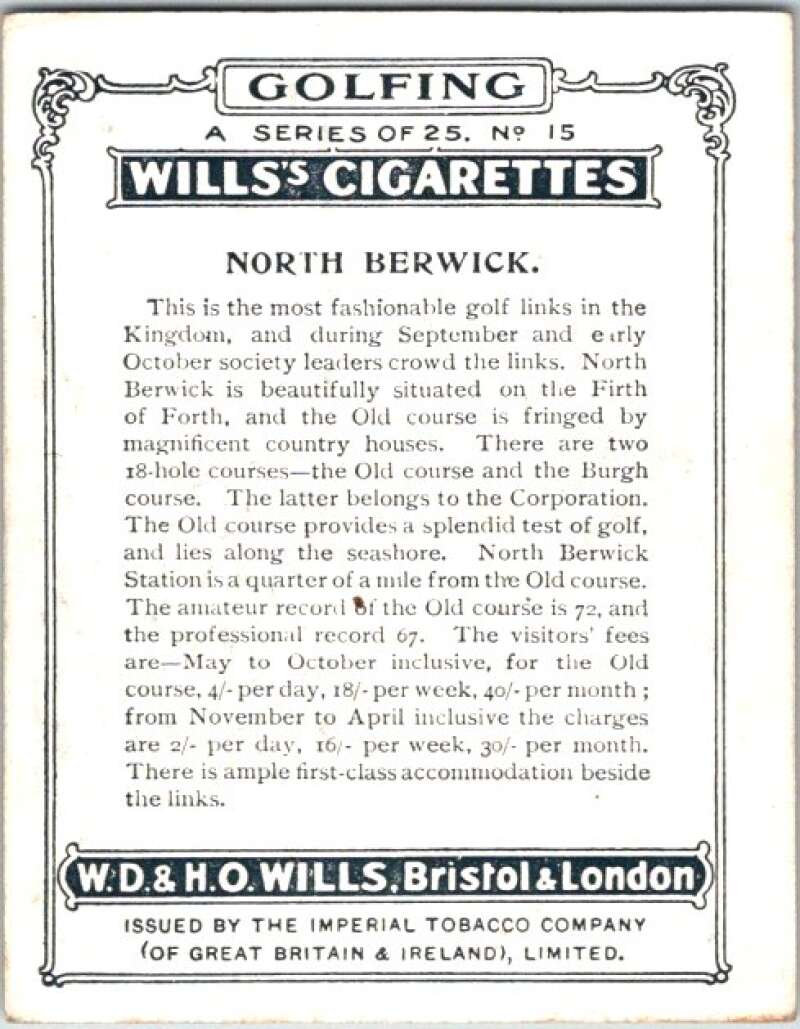 GOLFING
A SERIES OF 25. Nº 15
WILLS'S CIGARETTES
NORTH BERWICK.
This is the most fashionable golf links in the
Kingdom, and during September and early
October society leaders crowd the links. North
Berwick is beautifully situated on the Firth
of Forth, and the Old course is fringed by
magnificent country houses. There are two
18-hole courses—the Old course and the Burgh
course. The latter belongs to the Corporation.
The Old course provides a splendid test of golf,
and lies along the seashore. North Berwick
Station is a quarter of a mile from the Old course.
The amateur record of the Old course is 72, and
the professional record 67. The visitors' fees
are—May to October inclusive, for the Old
course, 4/- per day, 18/- per week, 40/- per month ;
from November to April inclusive the charges
are 2/- per day, 16/- per week, 30/- per month.
There is ample first-class accommodation beside
the links.
W.D. & H.O. WILLS, Bristol & London
ISSUED BY THE IMPERIAL TOBACCO COMPANY
(OF GREAT BRITAIN & IRELAND), LIMITED.